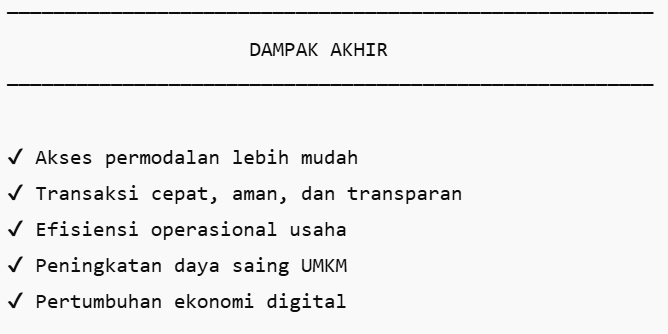 DAMPAK AKHIR
✓ Akses permodalan lebih mudah
✓ Transaksi cepat, aman, dan transparan
✓ Efisiensi operasional usaha
✓ Peningkatan daya saing UMKM
✓ Pertumbuhan ekonomi digital